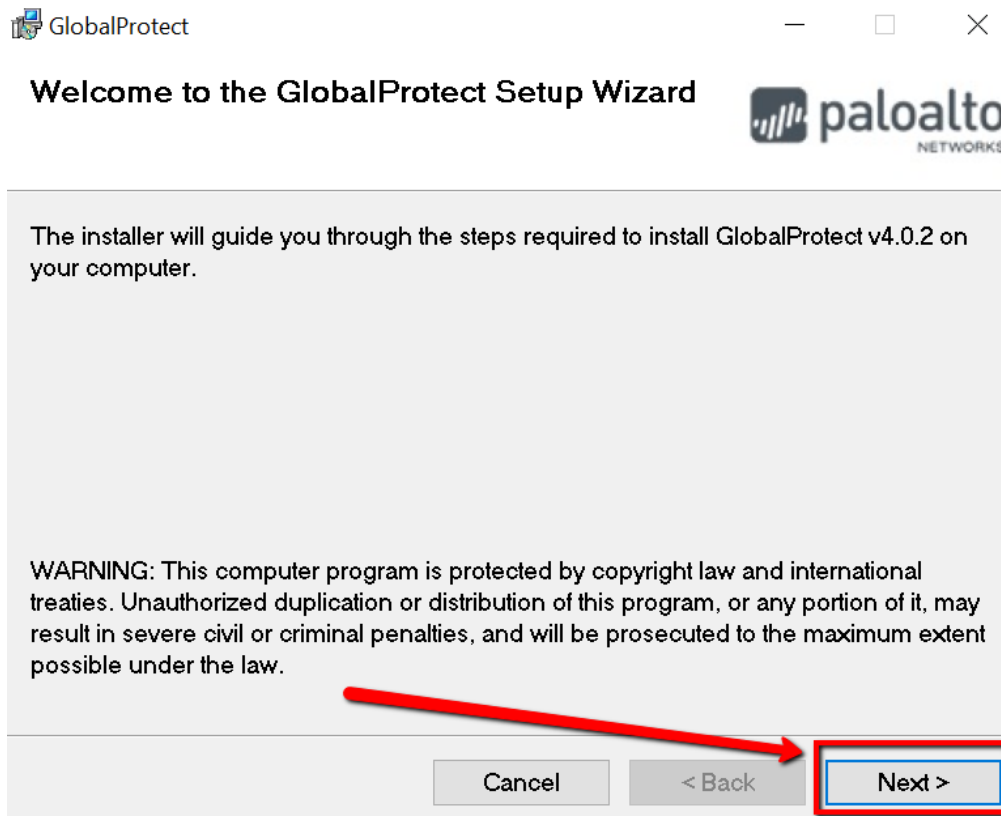 GlobalProtect
Welcome to the GlobalProtect Setup Wizard
paloalto
NETWORKS
The installer will guide you through the steps required to install GlobalProtect v4.0.2 on
your computer.
WARNING: This computer program is protected by copyright law and international
treaties. Unauthorized duplication or distribution of this program, or any portion of it, may
result in severe civil or criminal penalties, and will be prosecuted to the maximum extent
possible under the law.
Cancel < Back Next >